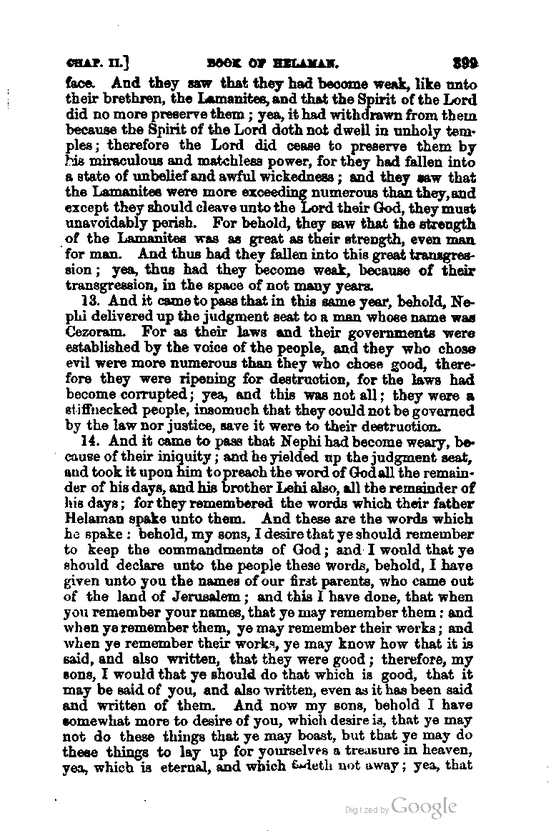 CHAP. II.] BOOK OF HELAMAN. 399
face. And they saw that they had become weak, like unto
their brethren, the Lamanites, and that the Spirit of the Lord
did no more preserve them; yea, it had withdrawn from them
because the Spirit of the Lord doth not dwell in unholy tem-
ples; therefore the Lord did cease to preserve them by
his miraculous and matchless power, for they had fallen into
a state of unbelief and awful wickedness; and they saw that
the Lamanites were more exceeding numerous than they, and
except they should cleave unto the Lord their God, they must
unavoidably perish. For behold, they saw that the strength
of the Lamanites was as great as their strength, even man
for man. And thus had they fallen into this great transgres-
sion; yea, thus had they become weak, because of their
transgression, in the space of not many years.
13. And it came to pass that in this same year, behold, Ne-
phi delivered up the judgment seat to a man whose name was
Cezoram. For as their laws and their governments were
established by the voice of the people, and they who chose
evil were more numerous than they who chose good, there-
fore they were ripening for destruction, for the laws had
become corrupted; yea, and this was not all; they were a
stiffnecked people, insomuch that they could not be governed
by the law nor justice, save it were to their destruction.
14. And it came to pass that Nephi had become weary, be-
cause of their iniquity; and he yielded up the judgment seat,
and took it upon him to preach the word of God all the remain-
der of his days, and his brother Lehi also, all the remainder of
his days; for they remembered the words which their father
Helaman spake unto them. And these are the words which
he spake: behold, my sons, I desire that ye should remember
to keep the commandments of God; and I would that ye
should declare unto the people these words, behold, I have
given unto you the names of our first parents, who came out
of the land of Jerusalem; and this I have done, that when
you remember your names, that ye may remember them: and
when ye remember them, ye may remember their works; and
when ye remember their works, ye may know how that it is
said, and also written, that they were good; therefore, my
sons, I would that ye should do that which is good, that it
may be said of you, and also written, even as it has been said
and written of them. And now my sons, behold I have
somewhat more to desire of you, which desire is, that ye may
not do these things that ye may boast, but that ye may do
these things to lay up for yourselves a treasure in heaven,
yea, which is eternal, and which fadeth not away; yea, that
Digitized by Google